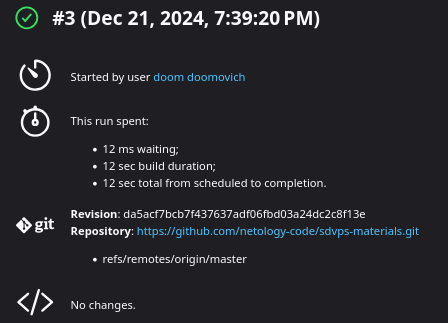 #3 (Dec 21, 2024, 7:39:20 PM)
Started by user doom doomovich
This run spent:
• 12 ms waiting;
• 12 sec build duration;
• 12 sec total from scheduled to completion.
git
Revision: da5acf7bcb7f437637adf06fbd03a24dc2c8f13e
Repository: https://github.com/netology-code/sdvps-materials.git
• refs/remotes/origin/master
No changes.